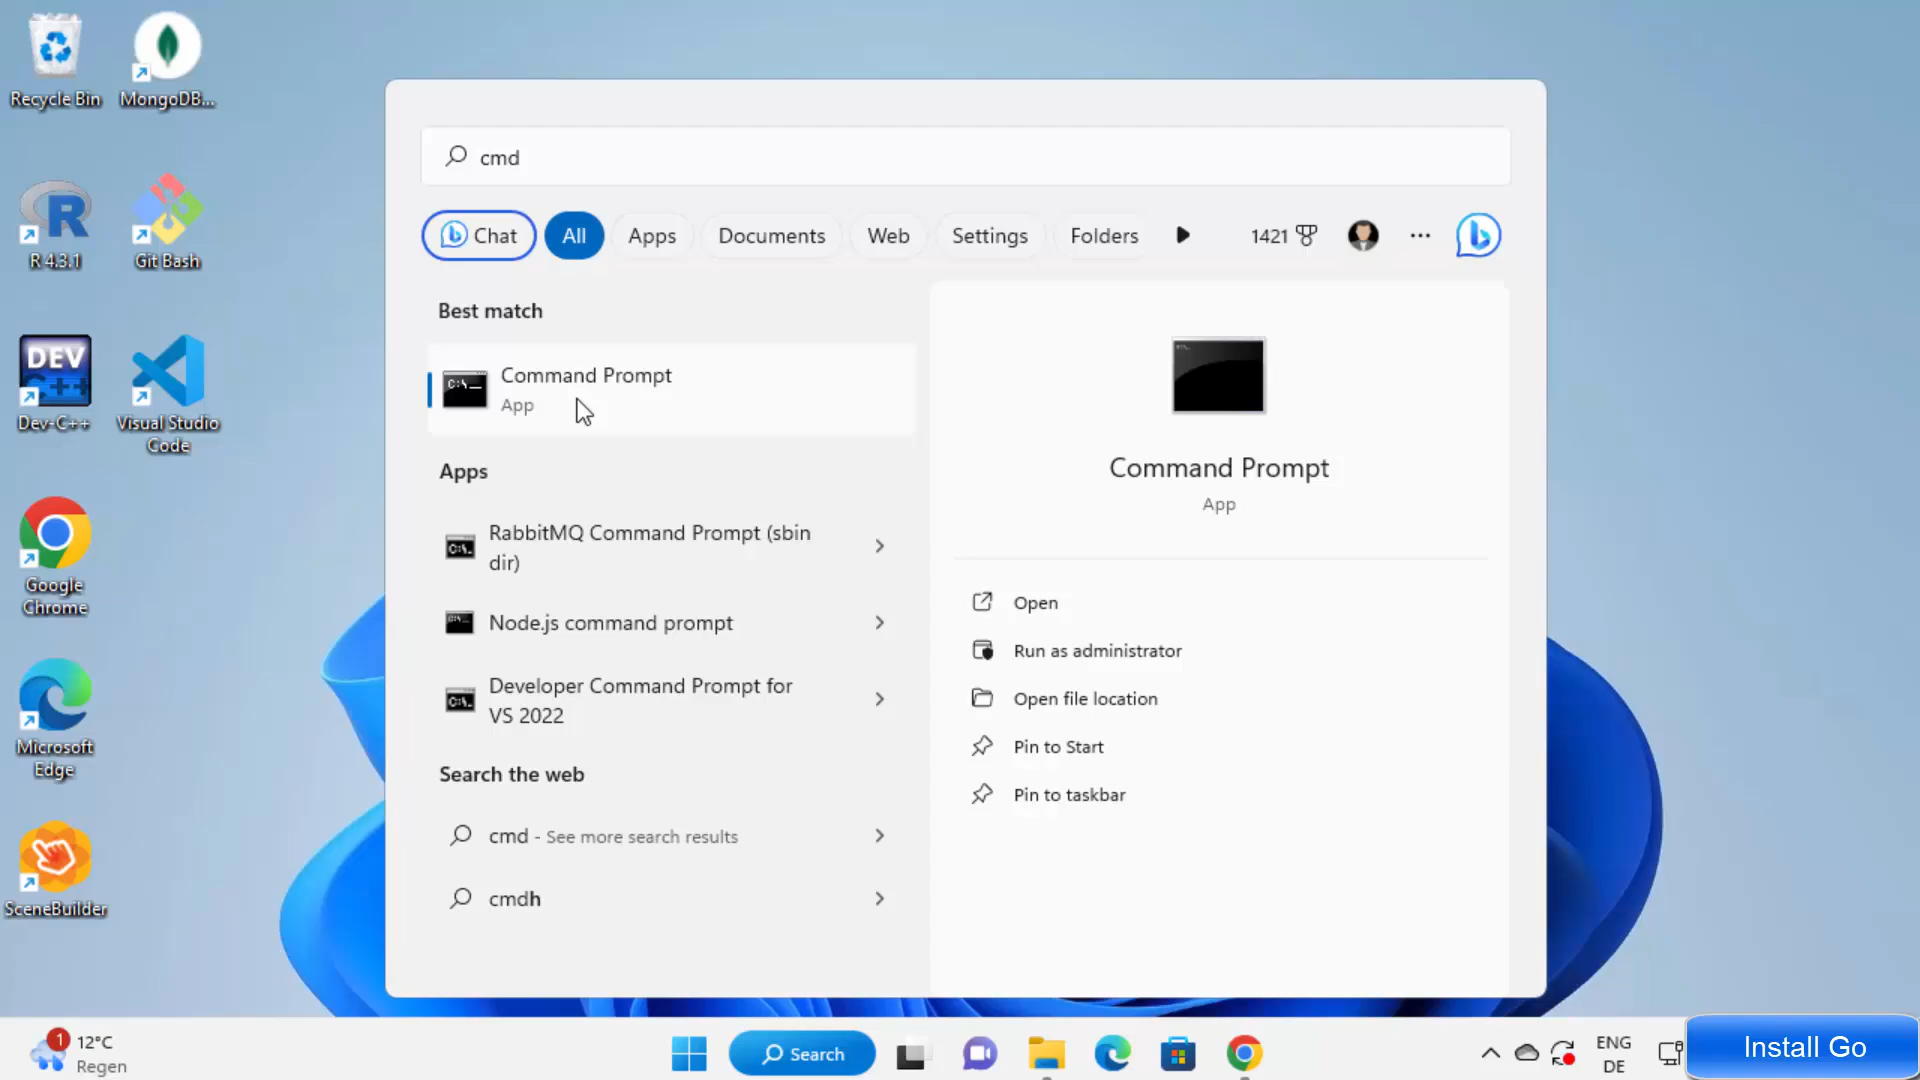 Recycle Bin
MongoDB...
R 4.3.1
Git Bash
DEV
C++
Dev-C++
Visual Studio
Code
Google
Chrome
Microsoft
Edge
SceneBuilder
cmd
Chat
All
Apps
Documents
Web
Settings
Folders
1421
Best match
Command Prompt
App
Apps
RabbitMQ Command Prompt (sbin
dir)
Node.js command prompt
Developer Command Prompt for
VS 2022
Search the web
cmd - See more search results
cmdh
Command Prompt
App
Open
Run as administrator
Open file location
Pin to Start
Pin to taskbar
1
12°C
Regen
Search
ENG
DE
Install Go